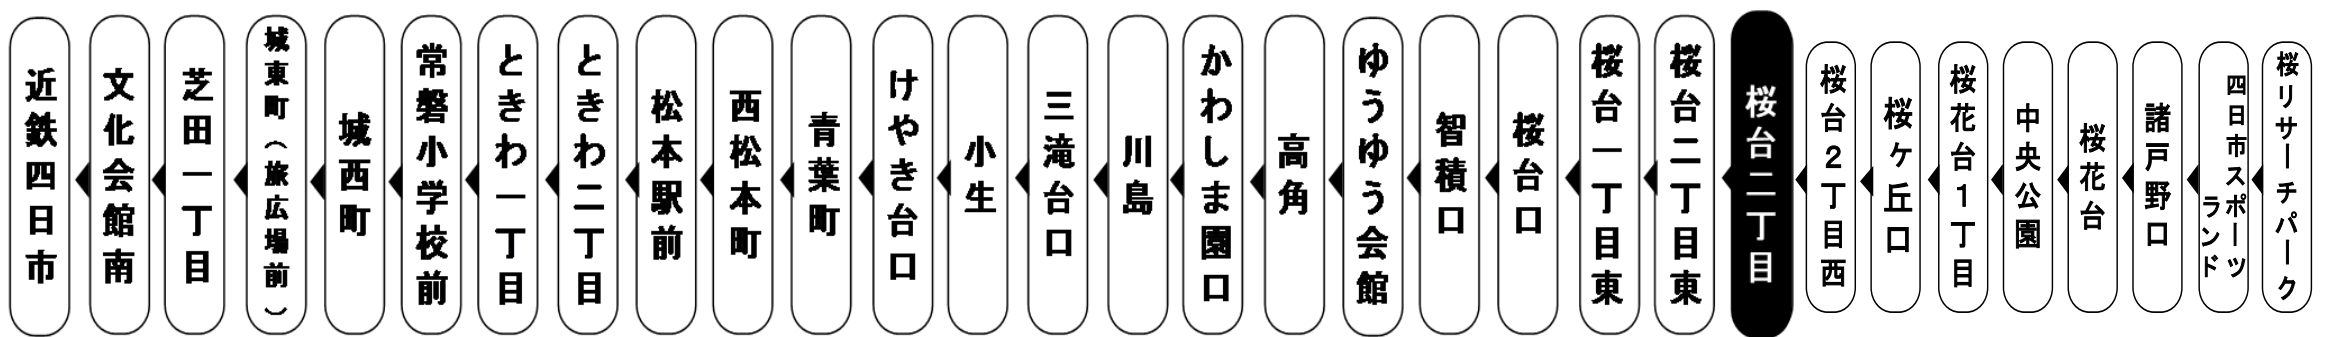 近鉄四日市
文化会館南
芝田一丁目
城東町（旅広場前）
城西町
常磐小学校前
ときわ一丁目
ときわ二丁目
松本駅前
西松本町
青葉町
けやき台口
小生
三滝台口
川島
かわしま園口
高角
ゆうゆう会館
智積口
桜台口
桜台一丁目東
桜台二丁目東
桜台二丁目
桜台２丁目西
桜ケ丘口
桜花台１丁目
中央公園
桜花台
諸戸野口
四日市スポーツ
ランド
桜リサーチパーク